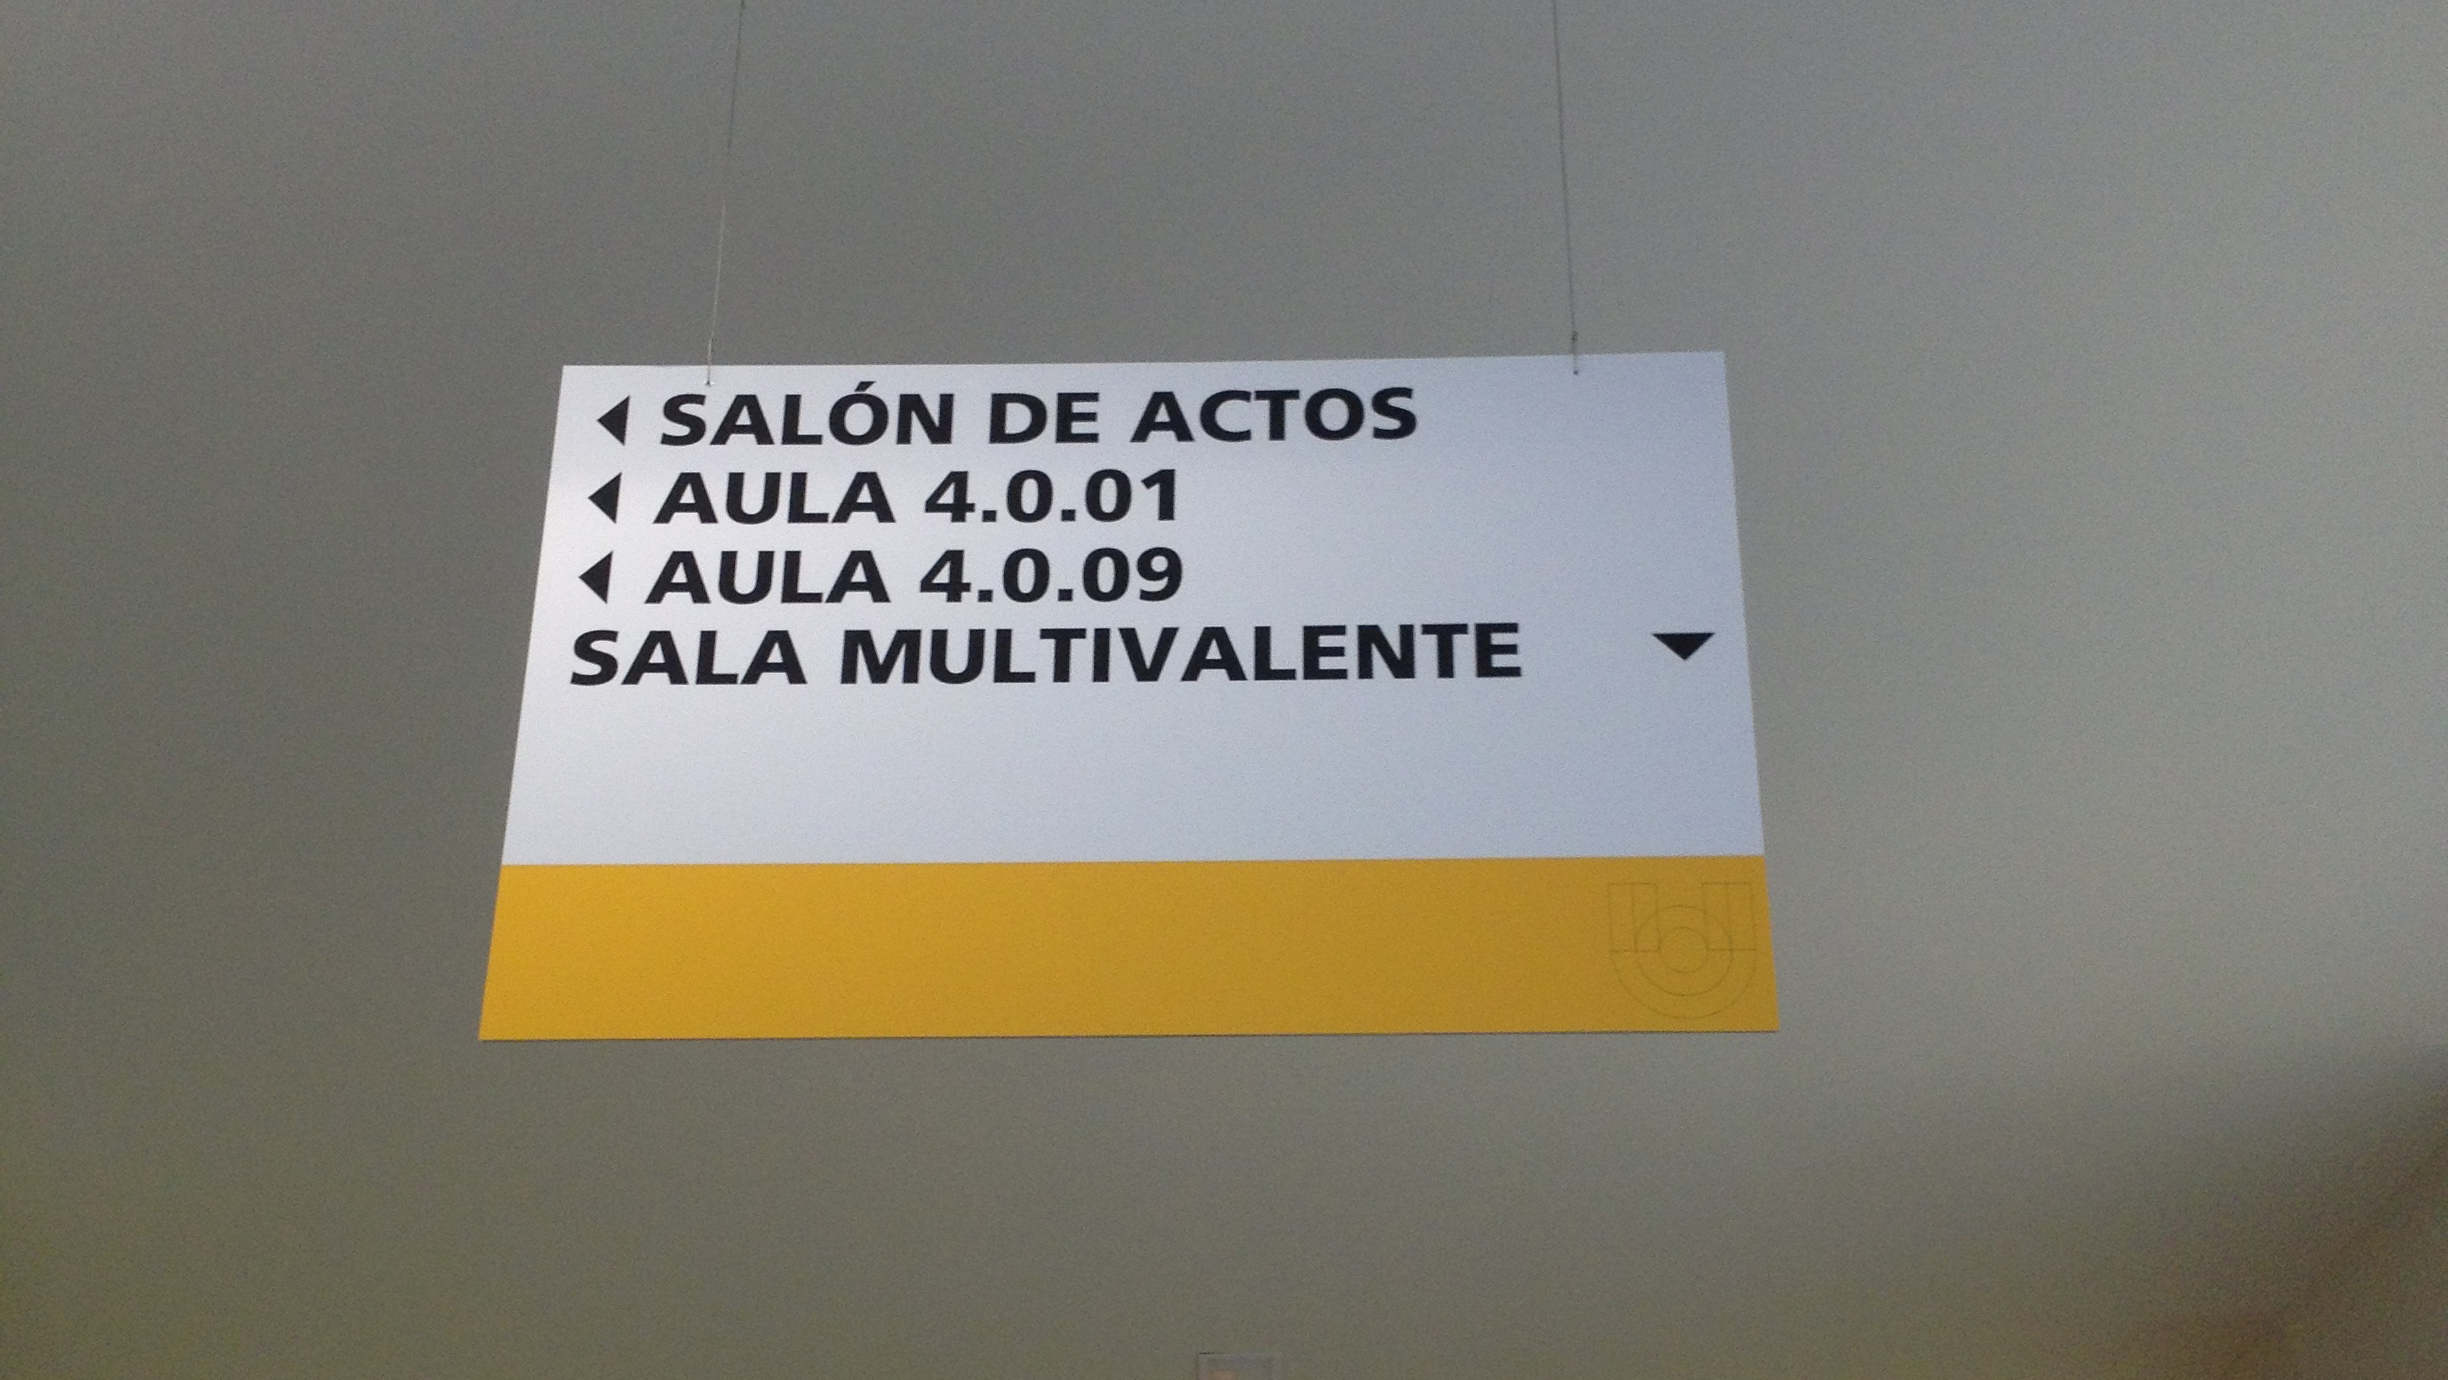 ◀ SALÓN DE ACTOS
◀ AULA 4.0.01
◀ AULA 4.0.09
SALA MULTIVALENTE ▼